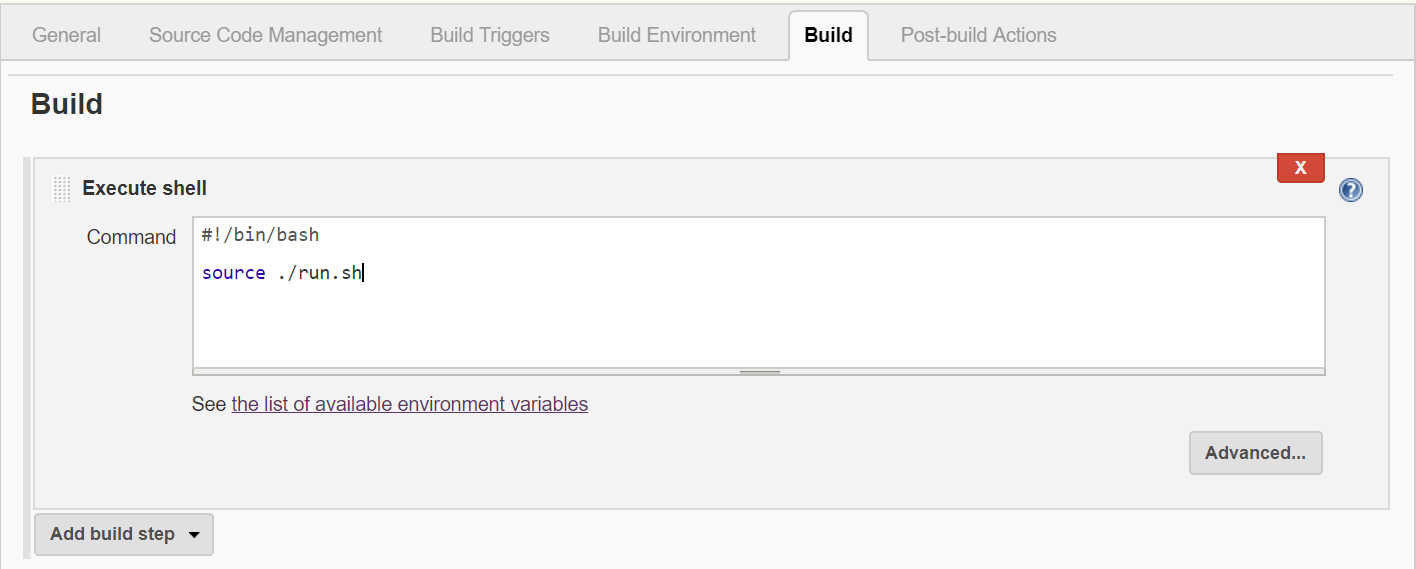 General Source Code Management Build Triggers Build Environment Build Post-build Actions
Build
X
Execute shell
?
Command
#!/bin/bash
source ./run.sh
See the list of available environment variables
Advanced...
Add build step